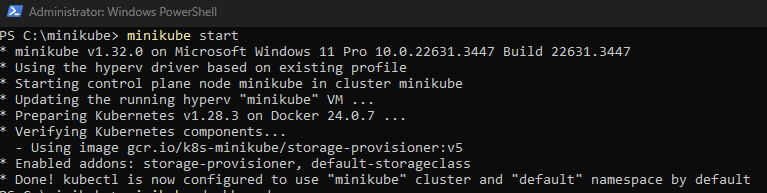 Administrator: Windows PowerShell
PS C:\minikube> minikube start
* minikube v1.32.0 on Microsoft Windows 11 Pro 10.0.22631.3447 Build 22631.3447
* Using the hyperv driver based on existing profile
* Starting control plane node minikube in cluster minikube
* Updating the running hyperv "minikube" VM ...
* Preparing Kubernetes v1.28.3 on Docker 24.0.7 ...
* Verifying Kubernetes components...
  - Using image gcr.io/k8s-minikube/storage-provisioner:v5
* Enabled addons: storage-provisioner, default-storageclass
* Done! kubectl is now configured to use "minikube" cluster and "default" namespace by default